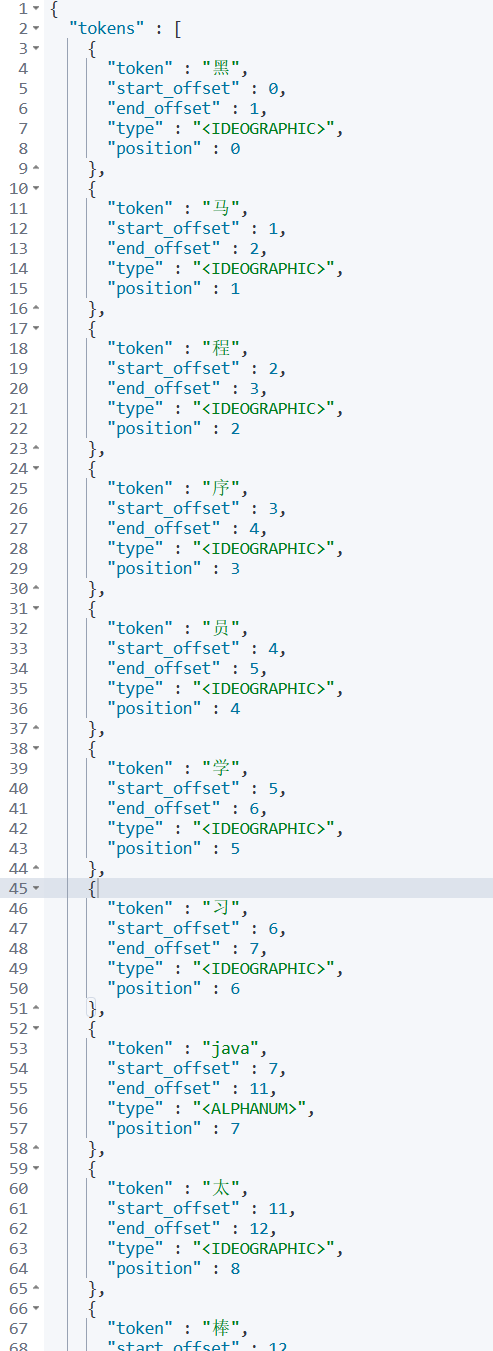 1 {
2 "tokens" : [
3 {
4 "token" : "黑",
5 "start_offset" : 0,
6 "end_offset" : 1,
7 "type" : "<IDEOGRAPHIC>",
8 "position" : 0
9 },
10 {
11 "token" : "马",
12 "start_offset" : 1,
13 "end_offset" : 2,
14 "type" : "<IDEOGRAPHIC>",
15 "position" : 1
16 },
17 {
18 "token" : "程",
19 "start_offset" : 2,
20 "end_offset" : 3,
21 "type" : "<IDEOGRAPHIC>",
22 "position" : 2
23 },
24 {
25 "token" : "序",
26 "start_offset" : 3,
27 "end_offset" : 4,
28 "type" : "<IDEOGRAPHIC>",
29 "position" : 3
30 },
31 {
32 "token" : "员",
33 "start_offset" : 4,
34 "end_offset" : 5,
35 "type" : "<IDEOGRAPHIC>",
36 "position" : 4
37 },
38 {
39 "token" : "学",
40 "start_offset" : 5,
41 "end_offset" : 6,
42 "type" : "<IDEOGRAPHIC>",
43 "position" : 5
44 },
45 {
46 "token" : "习",
47 "start_offset" : 6,
48 "end_offset" : 7,
49 "type" : "<IDEOGRAPHIC>",
50 "position" : 6
51 },
52 {
53 "token" : "java",
54 "start_offset" : 7,
55 "end_offset" : 11,
56 "type" : "<ALPHANUM>",
57 "position" : 7
58 },
59 {
60 "token" : "太",
61 "start_offset" : 11,
62 "end_offset" : 12,
63 "type" : "<IDEOGRAPHIC>",
64 "position" : 8
65 },
66 {
67 "token" : "棒",
68 "start_offset" : 12